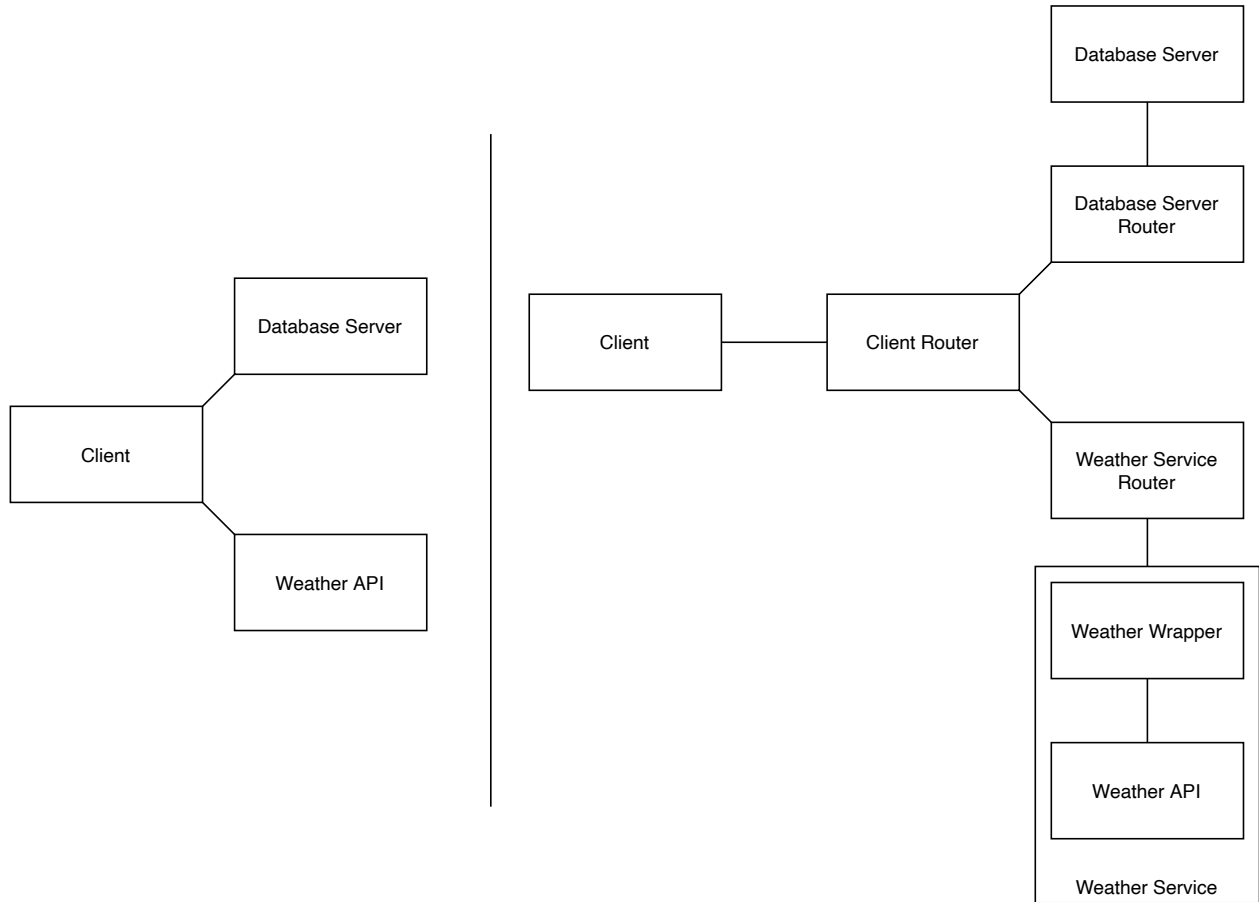 Database Server
Client
Weather API
Database Server
Database Server
Router
Client
Client Router
Weather Service
Router
Weather Wrapper
Weather API
Weather Service